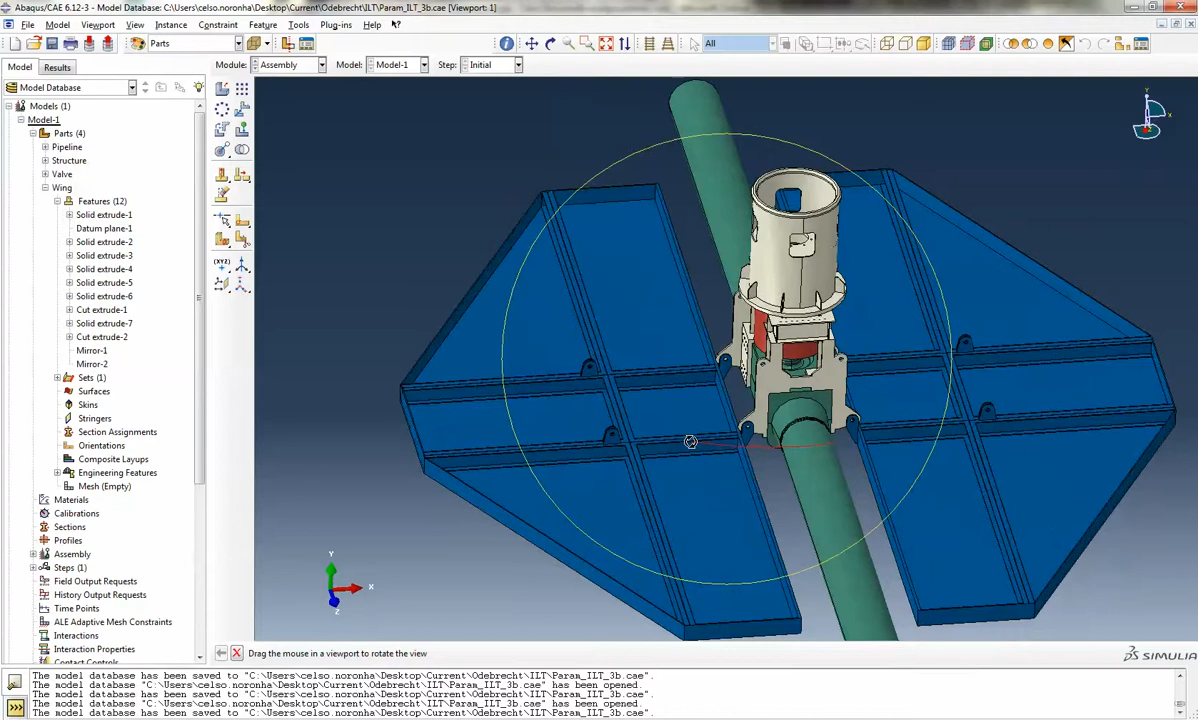 Abaqus/CAE 6.12-3 - Model Database: C:\Users\celso.noronha\Desktop\Current\Odebrecht\ILT\Param_ILT_3b.cae [Viewport: 1]
File Model Viewport View Instance Constraint Feature Tools Plug-ins Help
Parts
All
Model Results
Module: Assembly Model: Model-1 Step: Initial
Model Database
Models (1)
Model-1
Parts (4)
Pipeline
Structure
Valve
Wing
Features (12)
Solid extrude-1
Datum plane-1
Solid extrude-2
Solid extrude-3
Solid extrude-4
Solid extrude-5
Solid extrude-6
Cut extrude-1
Solid extrude-7
Cut extrude-2
Mirror-1
Mirror-2
Sets (1)
Surfaces
Skins
Stringers
Section Assignments
Orientations
Composite Layups
Engineering Features
Mesh (Empty)
Materials
Calibrations
Sections
Profiles
Assembly
Steps (1)
Field Output Requests
History Output Requests
Time Points
ALE Adaptive Mesh Constraints
Interactions
Interaction Properties
Contact Controls
(XYZ)
Y
X
Z
Y
X
Z
Drag the mouse in a viewport to rotate the view
SIMULIA
The model database has been saved to "C:\Users\celso.noronha\Desktop\Current\Odebrecht\ILT\Param_ILT_3b.cae".
The model database "C:\Users\celso.noronha\Desktop\Current\Odebrecht\ILT\Param_ILT_3b.cae" has been opened.
The model database has been saved to "C:\Users\celso.noronha\Desktop\Current\Odebrecht\ILT\Param_ILT_3b.cae".
The model database "C:\Users\celso.noronha\Desktop\Current\Odebrecht\ILT\Param_ILT_3b.cae" has been opened.
The model database has been saved to "C:\Users\celso.noronha\Desktop\Current\Odebrecht\ILT\Param_ILT_3b.cae".